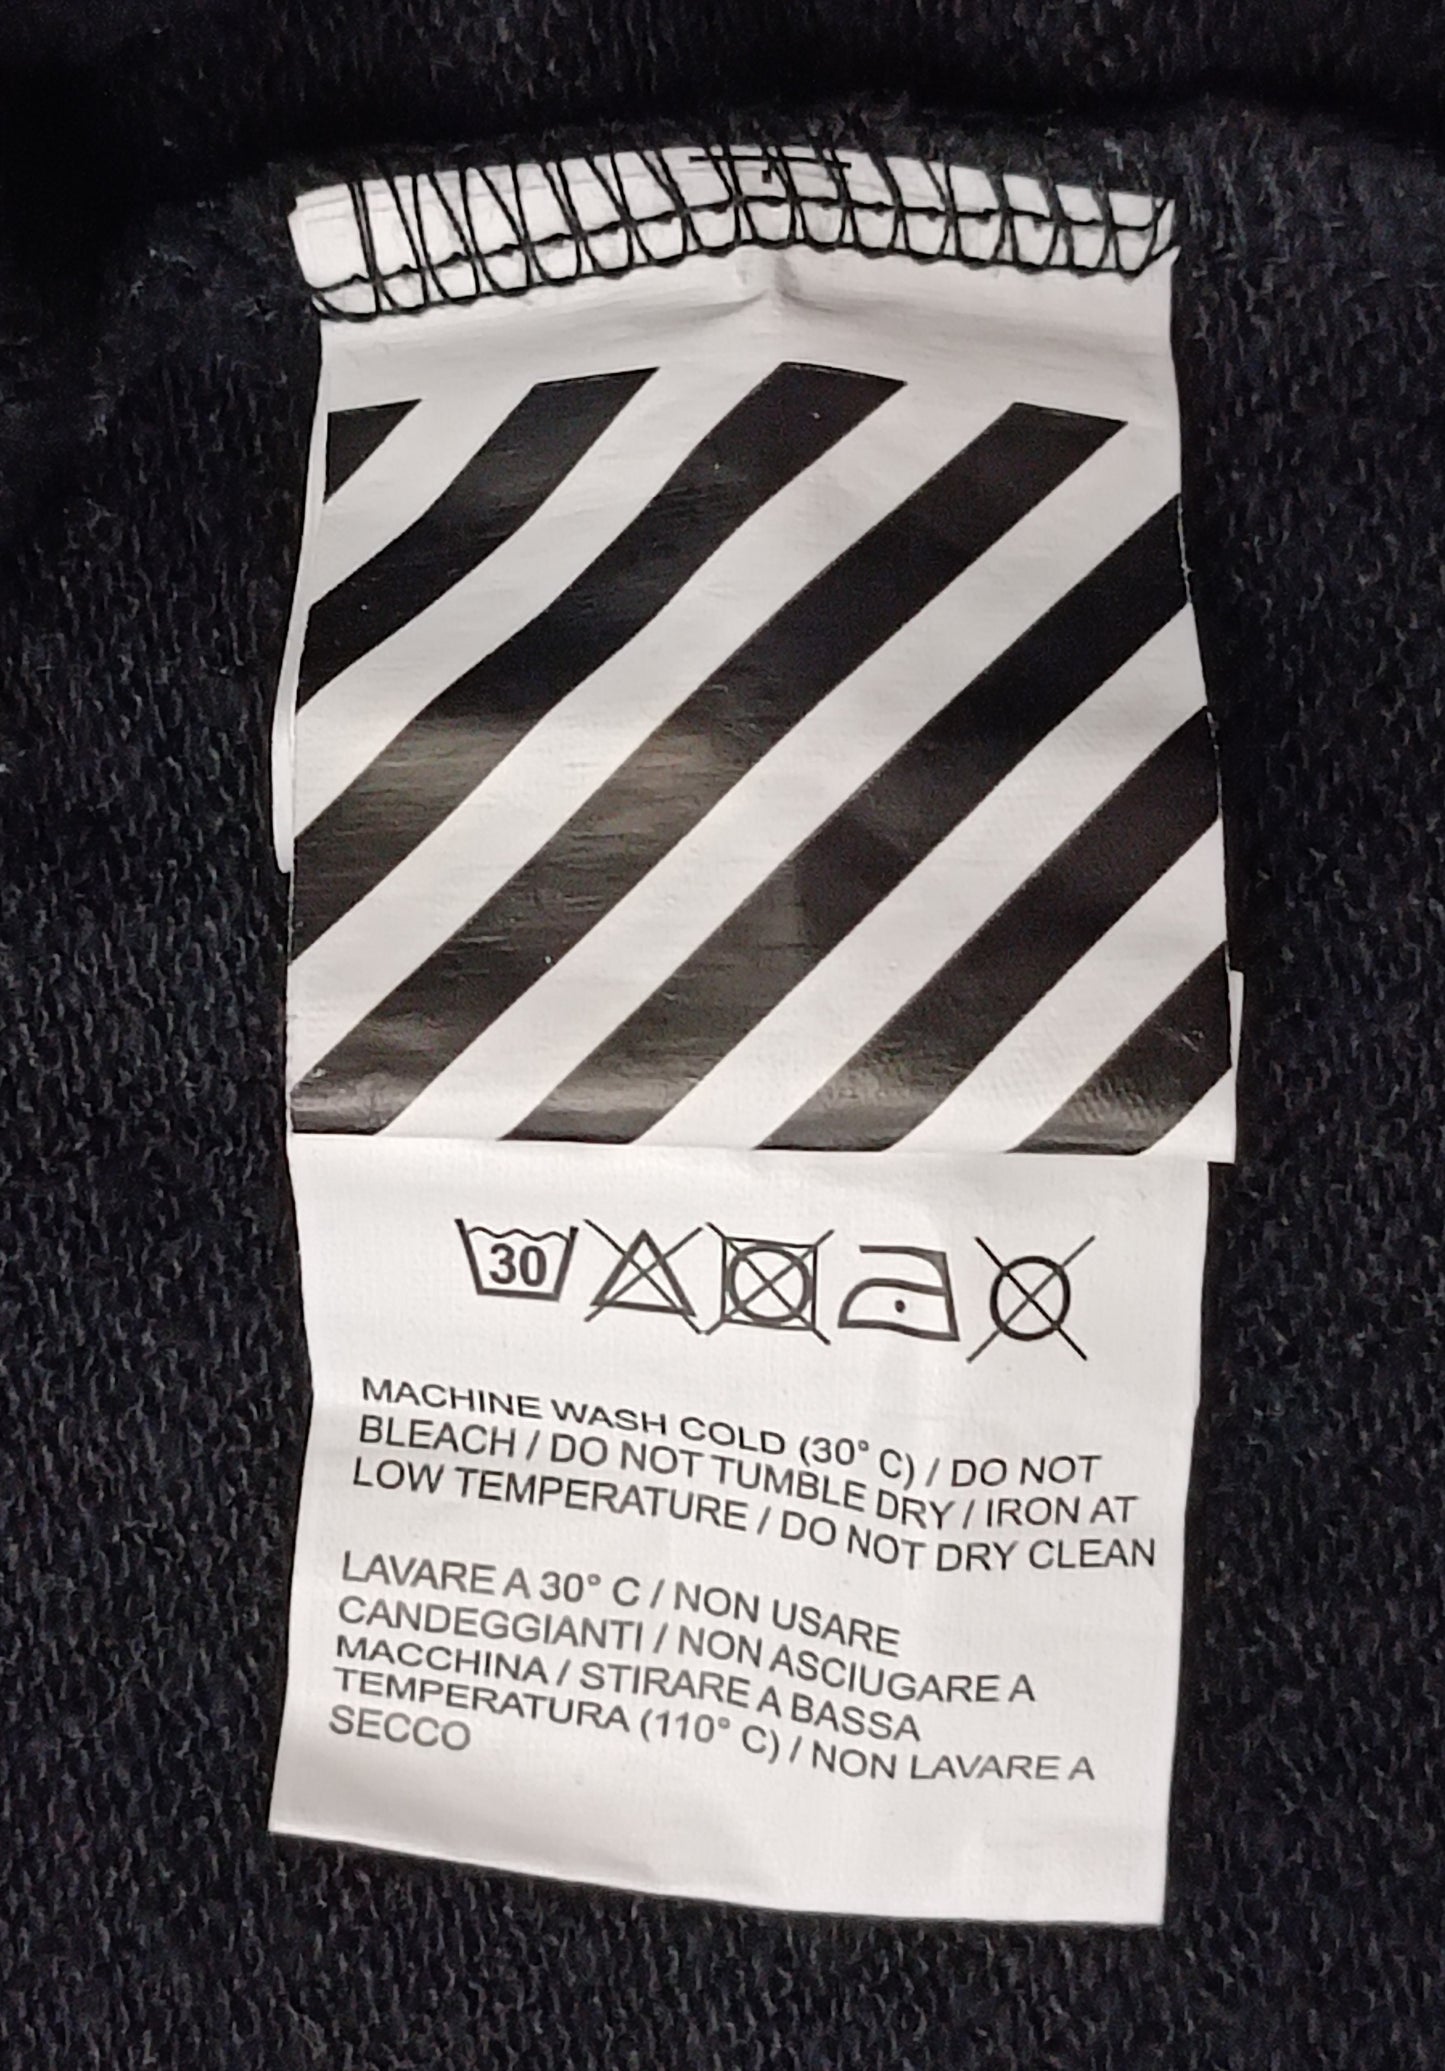 30
MACHINE WASH COLD (30° C) / DO NOT
BLEACH / DO NOT TUMBLE DRY / IRON AT
LOW TEMPERATURE / DO NOT DRY CLEAN
LAVARE A 30° C / NON USARE
CANDEGGIANTI / NON ASCIUGARE A
MACCHINA / STIRARE A BASSA
TEMPERATURA (110° C) / NON LAVARE A
SECCO